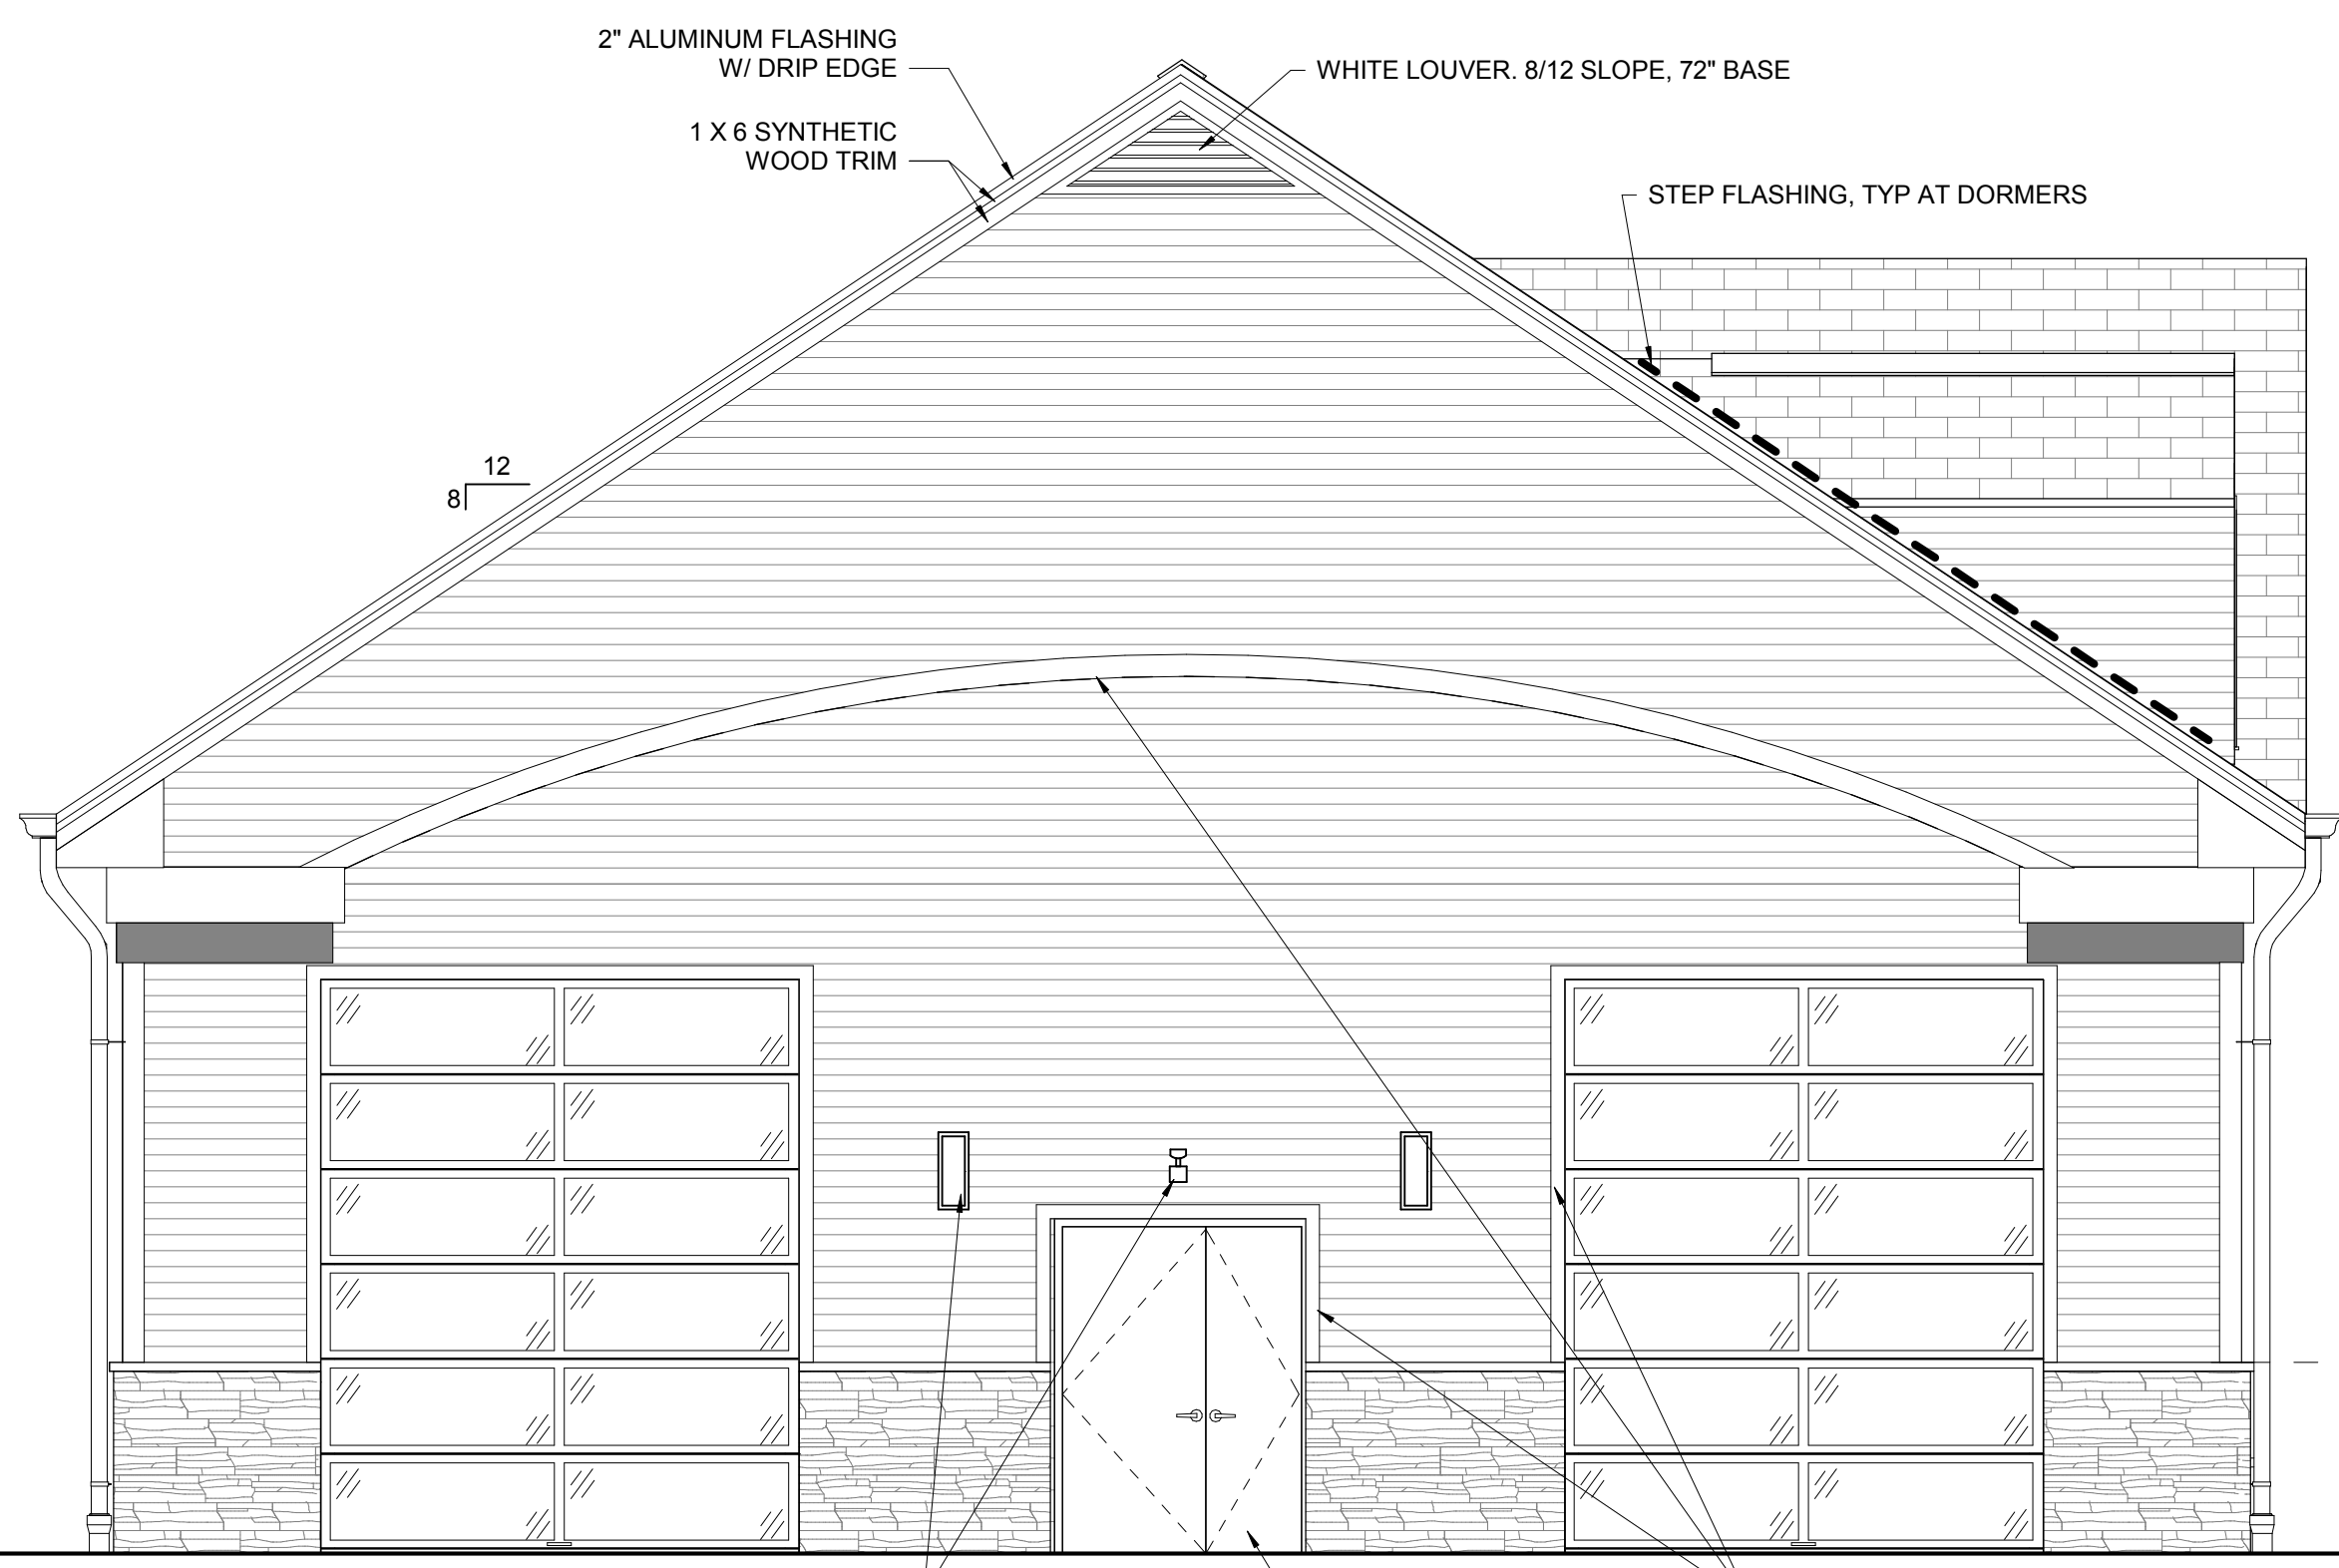 2" ALUMINUM FLASHING
W/ DRIP EDGE
WHITE LOUVER. 8/12 SLOPE, 72" BASE
1 X 6 SYNTHETIC
WOOD TRIM
STEP FLASHING, TYP AT DORMERS
12
8